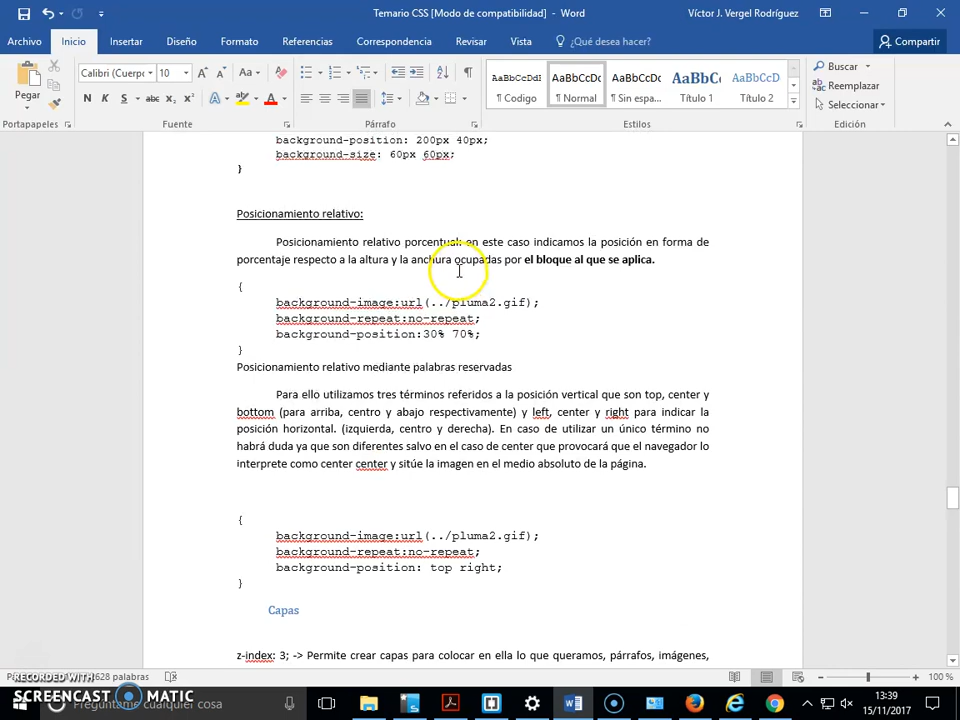 Temario CSS [Modo de compatibilidad] - Word
Víctor J. Vergel Rodríguez
Archivo Inicio Insertar Diseño Formato Referencias Correspondencia Revisar Vista ¿Qué desea hacer? Compartir
Pegar
Calibri (Cuerpo 10
N K S abc x₂ x²
AaBbCcDdI AaBbCcDc AaBbCcDc AaBbC AaBbCcD
¶ Codigo ¶ Normal ¶ Sin espa... Título 1 Título 2
Buscar
Reemplazar
Seleccionar
Portapapeles Fuente Párrafo Estilos Edición
background-position: 200px 40px;
background-size: 60px 60px;
}
Posicionamiento relativo:
Posicionamiento relativo porcentual: en este caso indicamos la posición en forma de
porcentaje respecto a la altura y la anchura ocupadas por el bloque al que se aplica.
{
background-image:url(../pluma2.gif);
background-repeat:no-repeat;
background-position:30% 70%;
}
Posicionamiento relativo mediante palabras reservadas
Para ello utilizamos tres términos referidos a la posición vertical que son top, center y
bottom (para arriba, centro y abajo respectivamente) y left, center y right para indicar la
posición horizontal. (izquierda, centro y derecha). En caso de utilizar un único término no
habrá duda ya que son diferentes salvo en el caso de center que provocará que el navegador lo
interprete como center center y sitúe la imagen en el medio absoluto de la página.
{
background-image:url(../pluma2.gif);
background-repeat:no-repeat;
background-position: top right;
}
Capas
z-index: 3; -> Permite crear capas para colocar en ella lo que queramos, párrafos, imágenes,
628 palabras
100 %
RECORDED WITH
SCREENCAST MATIC
Pregúntame cualquier cosa
13:39
15/11/2017